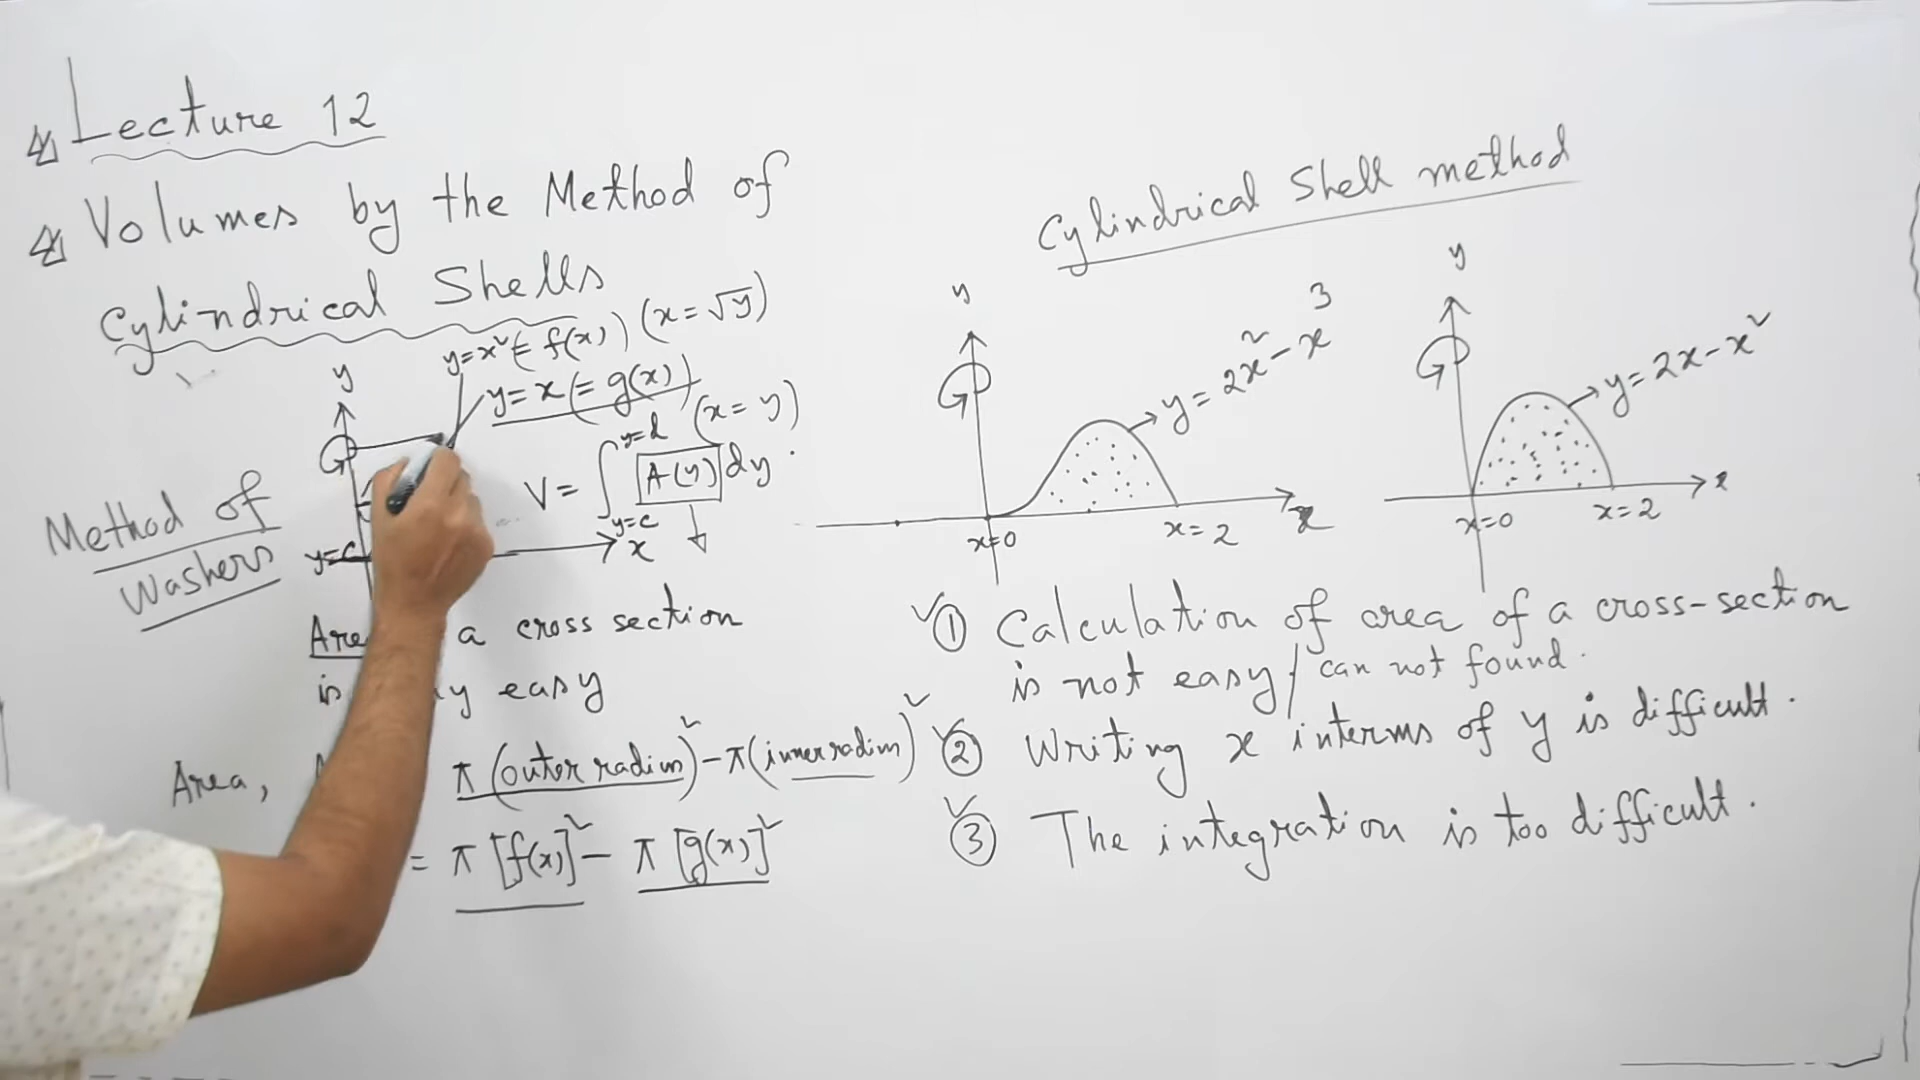 Lecture 12
Volumes by the Method of
Cylindrical Shells
y=x² (= f(x)) (x=√y)
y=x (= g(x))
(x=y)
y
Method of
Washers
y=c
x
V = ∫ y=c y=d A(y) dy.
Are a cross section
is y easy
Area, π(outer radius)² - π(inner radius)²
= π [f(x)]² - π [g(x)]²
Cylindrical Shell method
y
y = 2x² - x³
x=0
x=2
x
y
y = 2x - x²
x=0
x=2
x
① Calculation of area of a cross-section
is not easy/can not found.
② Writing x interms of y is difficult.
③ The integration is too difficult.